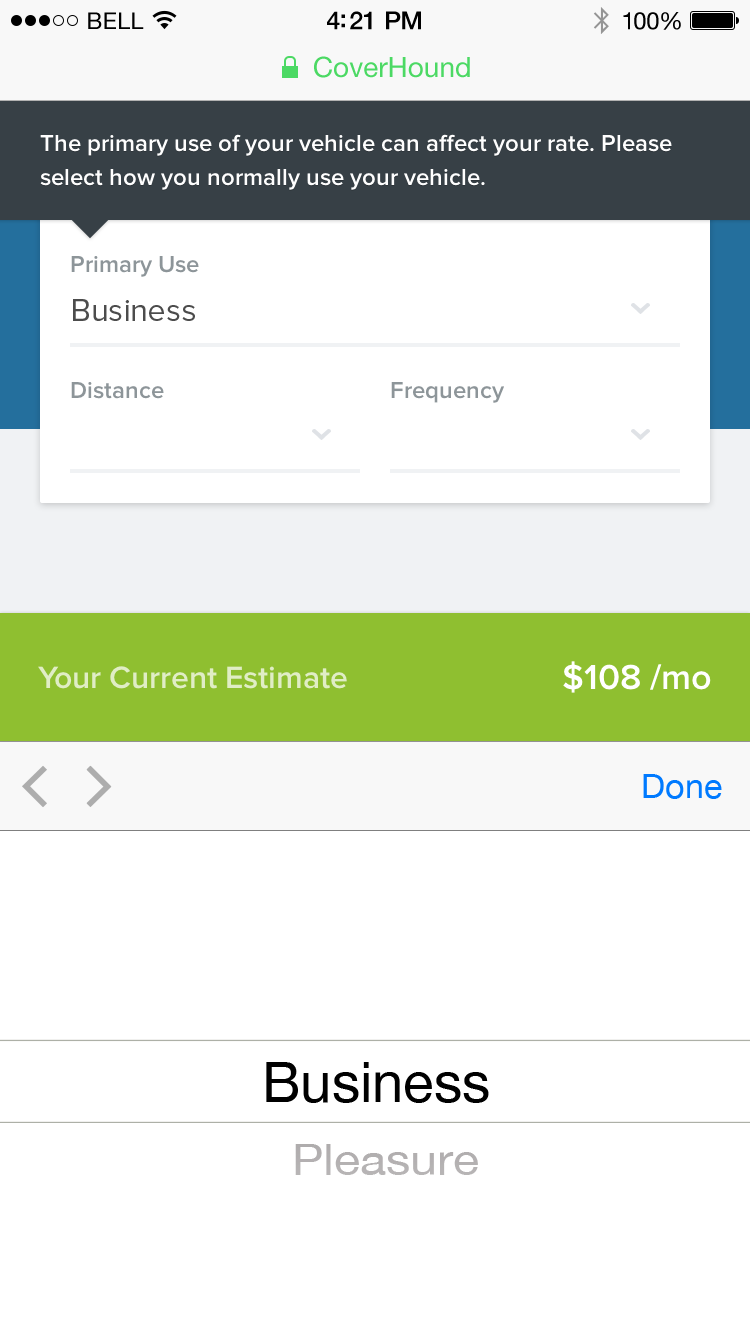 BELL 4:21 PM 100%
CoverHound
The primary use of your vehicle can affect your rate. Please
select how you normally use your vehicle.
Primary Use
Business
Distance Frequency
Your Current Estimate $108 /mo
Done
Business
Pleasure